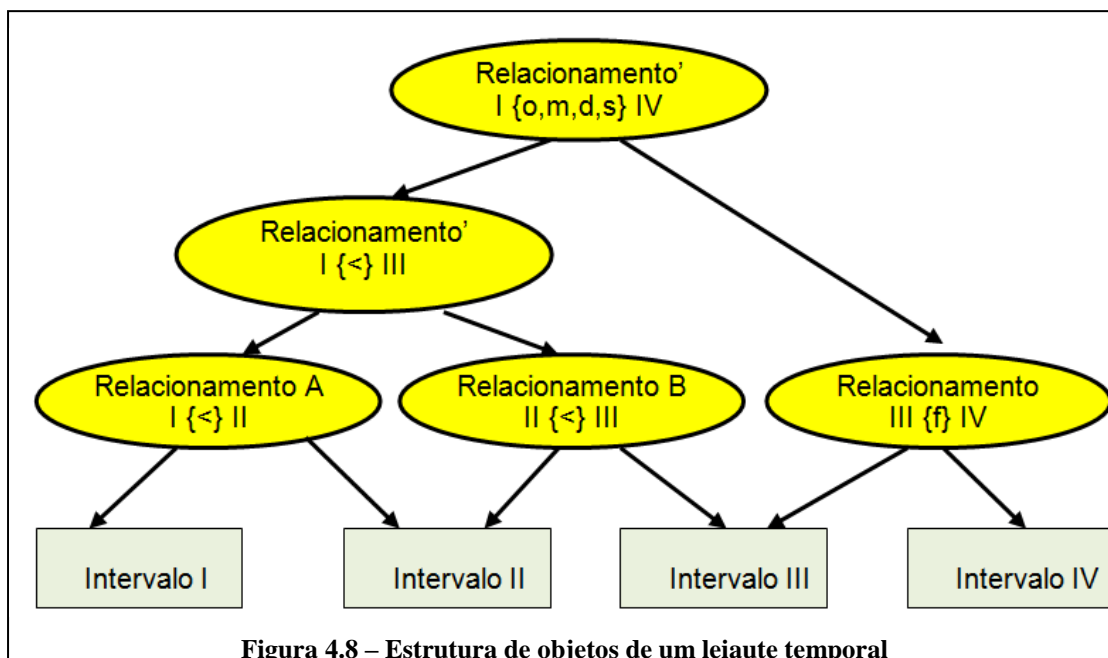 Relacionamento’
I {o,m,d,s} IV
Relacionamento’
I {<} III
Relacionamento A
I {<} II
Relacionamento B
II {<} III
Relacionamento
III {f} IV
Intervalo I
Intervalo II
Intervalo III
Intervalo IV
Figura 4.8 – Estrutura de objetos de um leiaute temporal